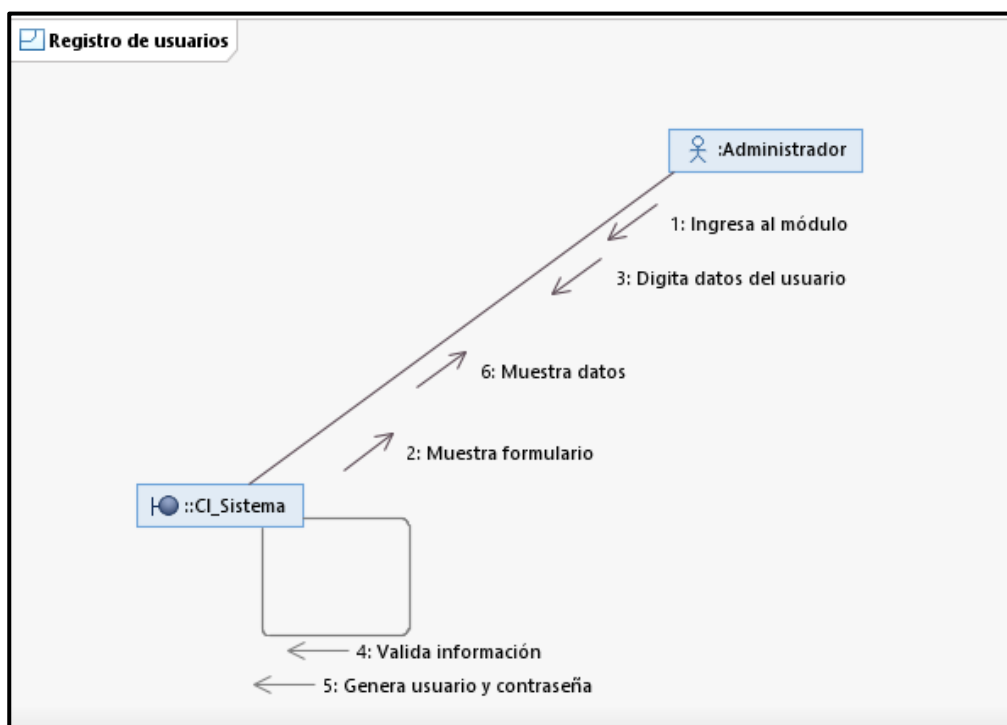 Registro de usuarios
:Administrador
1: Ingresa al módulo
3: Digita datos del usuario
6: Muestra datos
2: Muestra formulario
::CI_Sistema
4: Valida información
5: Genera usuario y contraseña